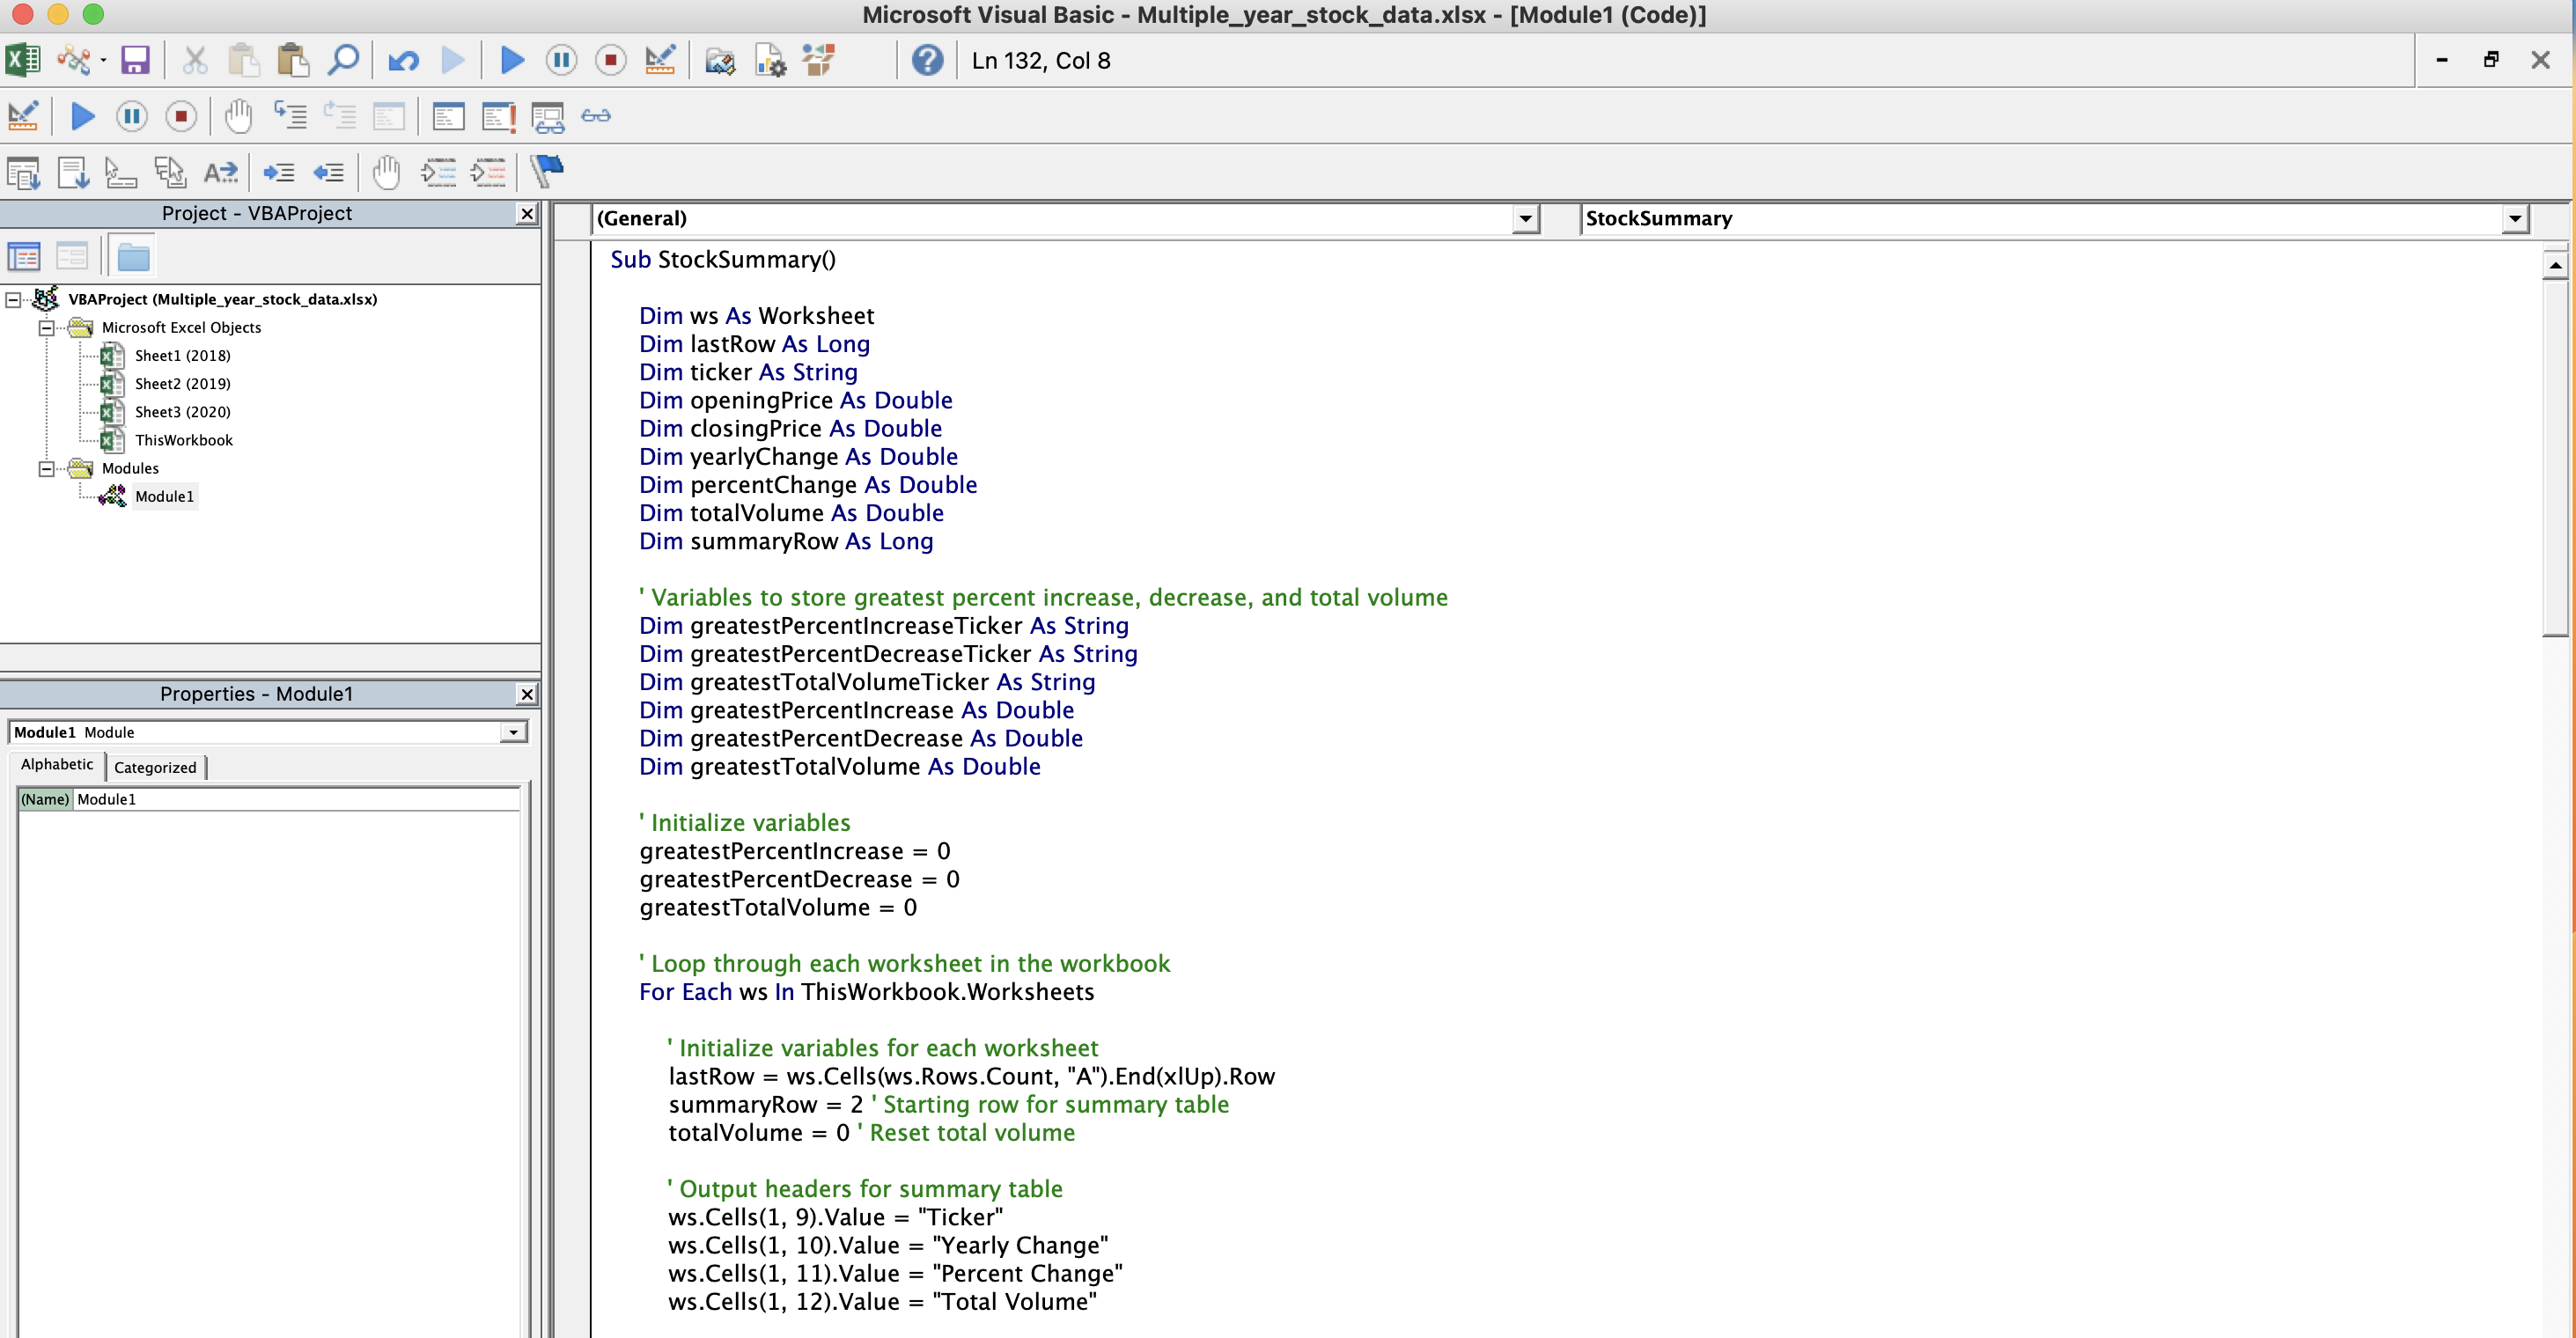 Microsoft Visual Basic - Multiple_year_stock_data.xlsx - [Module1 (Code)]
Ln 132, Col 8
Project - VBAProject
VBAProject (Multiple_year_stock_data.xlsx)
Microsoft Excel Objects
Sheet1 (2018)
Sheet2 (2019)
Sheet3 (2020)
ThisWorkbook
Modules
Module1
Properties - Module1
Module1 Module
Alphabetic
Categorized
(Name) Module1
(General)
StockSummary
Sub StockSummary()
Dim ws As Worksheet
Dim lastRow As Long
Dim ticker As String
Dim openingPrice As Double
Dim closingPrice As Double
Dim yearlyChange As Double
Dim percentChange As Double
Dim totalVolume As Double
Dim summaryRow As Long
' Variables to store greatest percent increase, decrease, and total volume
Dim greatestPercentIncreaseTicker As String
Dim greatestPercentDecreaseTicker As String
Dim greatestTotalVolumeTicker As String
Dim greatestPercentIncrease As Double
Dim greatestPercentDecrease As Double
Dim greatestTotalVolume As Double
' Initialize variables
greatestPercentIncrease = 0
greatestPercentDecrease = 0
greatestTotalVolume = 0
' Loop through each worksheet in the workbook
For Each ws In ThisWorkbook.Worksheets
' Initialize variables for each worksheet
lastRow = ws.Cells(ws.Rows.Count, "A").End(xlUp).Row
summaryRow = 2 ' Starting row for summary table
totalVolume = 0 ' Reset total volume
' Output headers for summary table
ws.Cells(1, 9).Value = "Ticker"
ws.Cells(1, 10).Value = "Yearly Change"
ws.Cells(1, 11).Value = "Percent Change"
ws.Cells(1, 12).Value = "Total Volume"